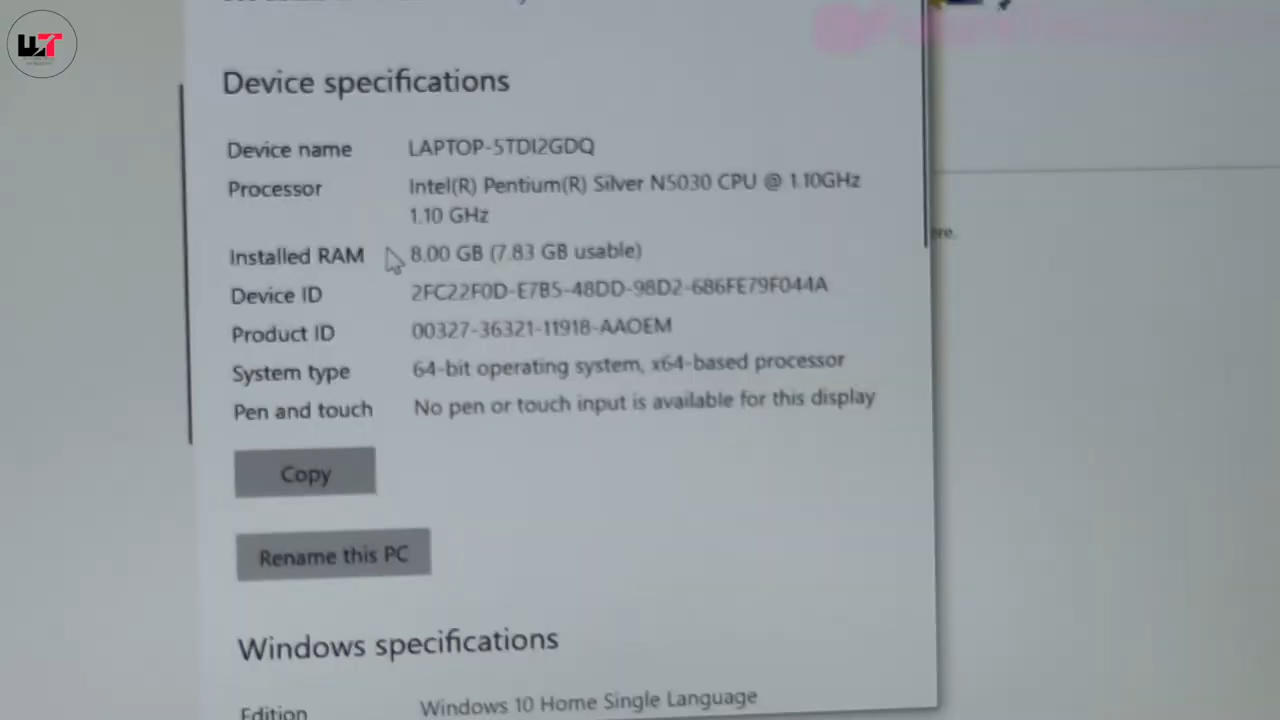 Device specifications
Device name LAPTOP-5TDI2GDQ
Processor Intel(R) Pentium(R) Silver N5030 CPU @ 1.10GHz
1.10 GHz
Installed RAM 8.00 GB (7.83 GB usable)
Device ID 2FC22F0D-E7B5-48DD-98D2-686FE79F044A
Product ID 00327-36321-11918-AAOEM
System type 64-bit operating system, x64-based processor
Pen and touch No pen or touch input is available for this display
Copy
Rename this PC
Windows specifications
Edition Windows 10 Home Single Language